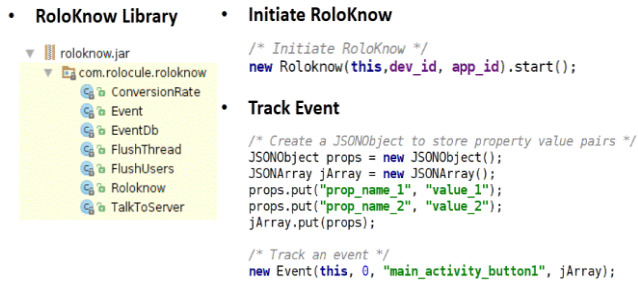 • RoloKnow Library
roloknow.jar
com.rolocule.roloknow
ConversionRate
Event
EventDb
FlushThread
FlushUsers
Roloknow
TalkToServer
• Initiate RoloKnow
/* Initiate RoloKnow */
new Roloknow(this,dev_id, app_id).start();
• Track Event
/* Create a JSONObject to store property value pairs */
JSONObject props = new JSONObject();
JSONArray jArray = new JSONArray();
props.put("prop_name_1", "value_1");
props.put("prop_name_2", "value_2");
jArray.put(props);
/* Track an event */
new Event(this, 0, "main_activity_button1", jArray);